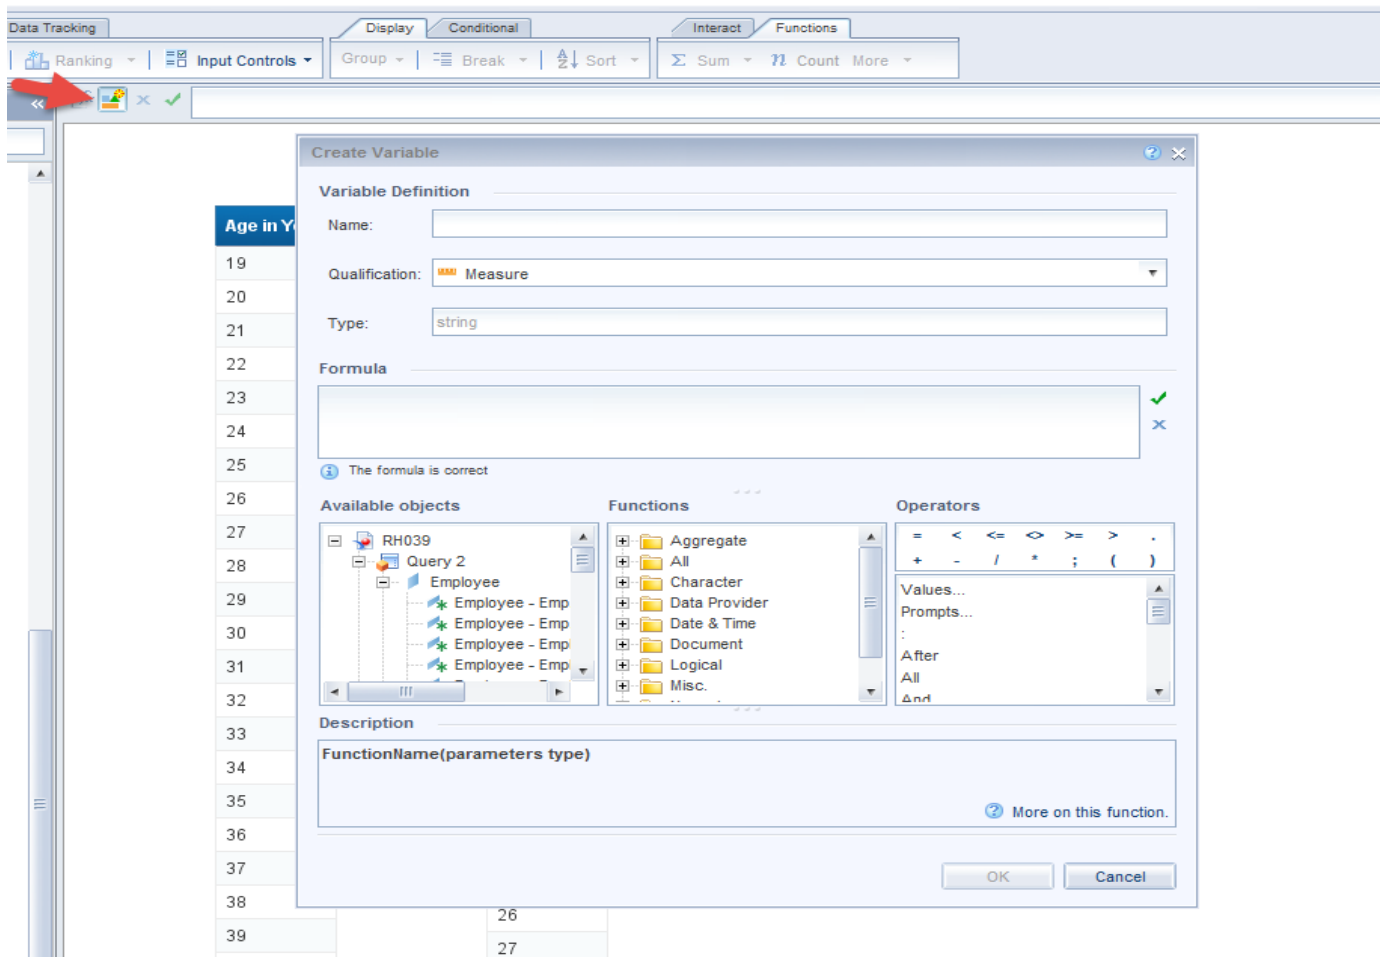 Data Tracking Display Conditional Interact Functions
Ranking Input Controls Group Break Sort Σ Sum n Count More
Create Variable
Variable Definition
Name:
Qualification: Measure
Type: string
Formula
The formula is correct
Available objects Functions Operators
RH039
Query 2
Employee
Employee - Emp
Employee - Emp
Employee - Emp
Employee - Emp
Aggregate
All
Character
Data Provider
Date & Time
Document
Logical
Misc.
= < <= <> >= > .
+ - / * ; ( )
Values...
Prompts...
:
After
All
And
Description
FunctionName(parameters type)
More on this function.
OK Cancel
Age in Y
19
20
21
22
23
24
25
26
27
28
29
30
31
32
33
34
35
36
37
38
39
26
27